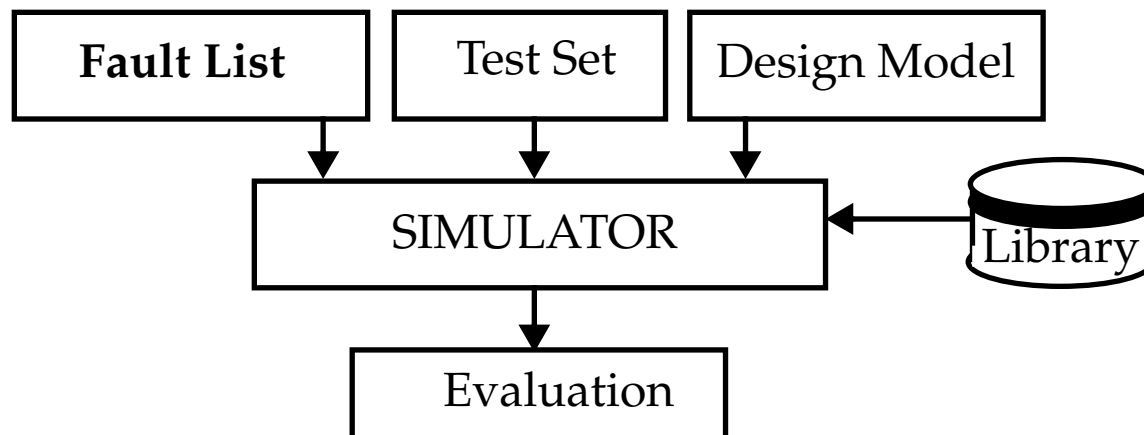 Fault List
Test Set
Design Model
SIMULATOR
Library
Evaluation